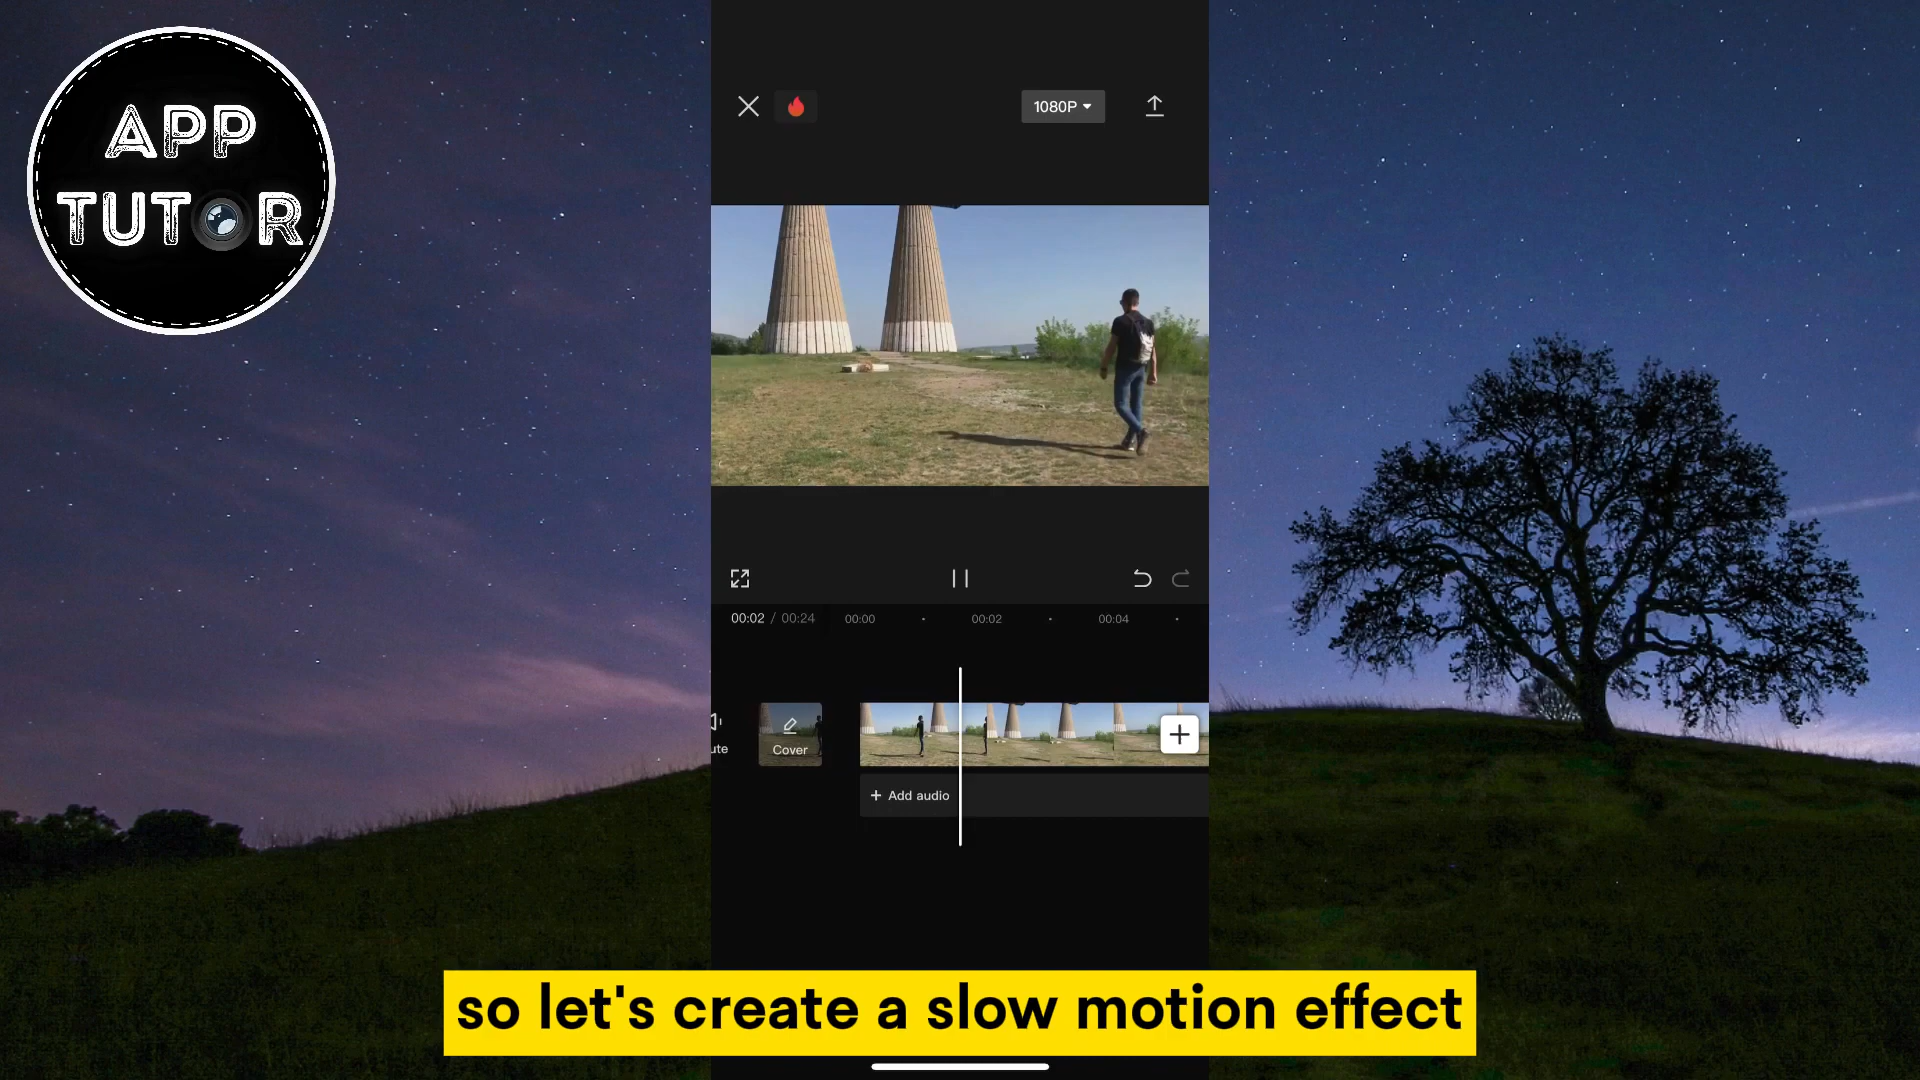 APP
TUTOR
1080P
00:02 / 00:24
00:00
00:02
00:04
ute
Cover
+ Add audio
so let's create a slow motion effect